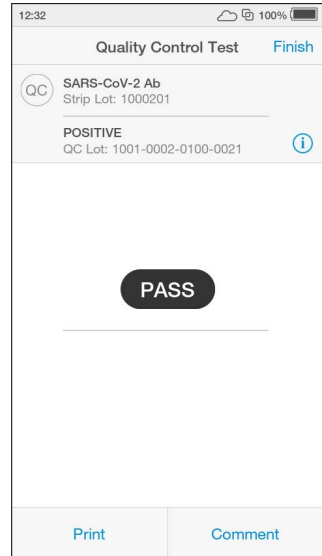 12:32 100%
Quality Control Test Finish
QC
SARS-CoV-2 Ab
Strip Lot: 1000201
POSITIVE
QC Lot: 1001-0002-0100-0021
i
PASS
Print Comment